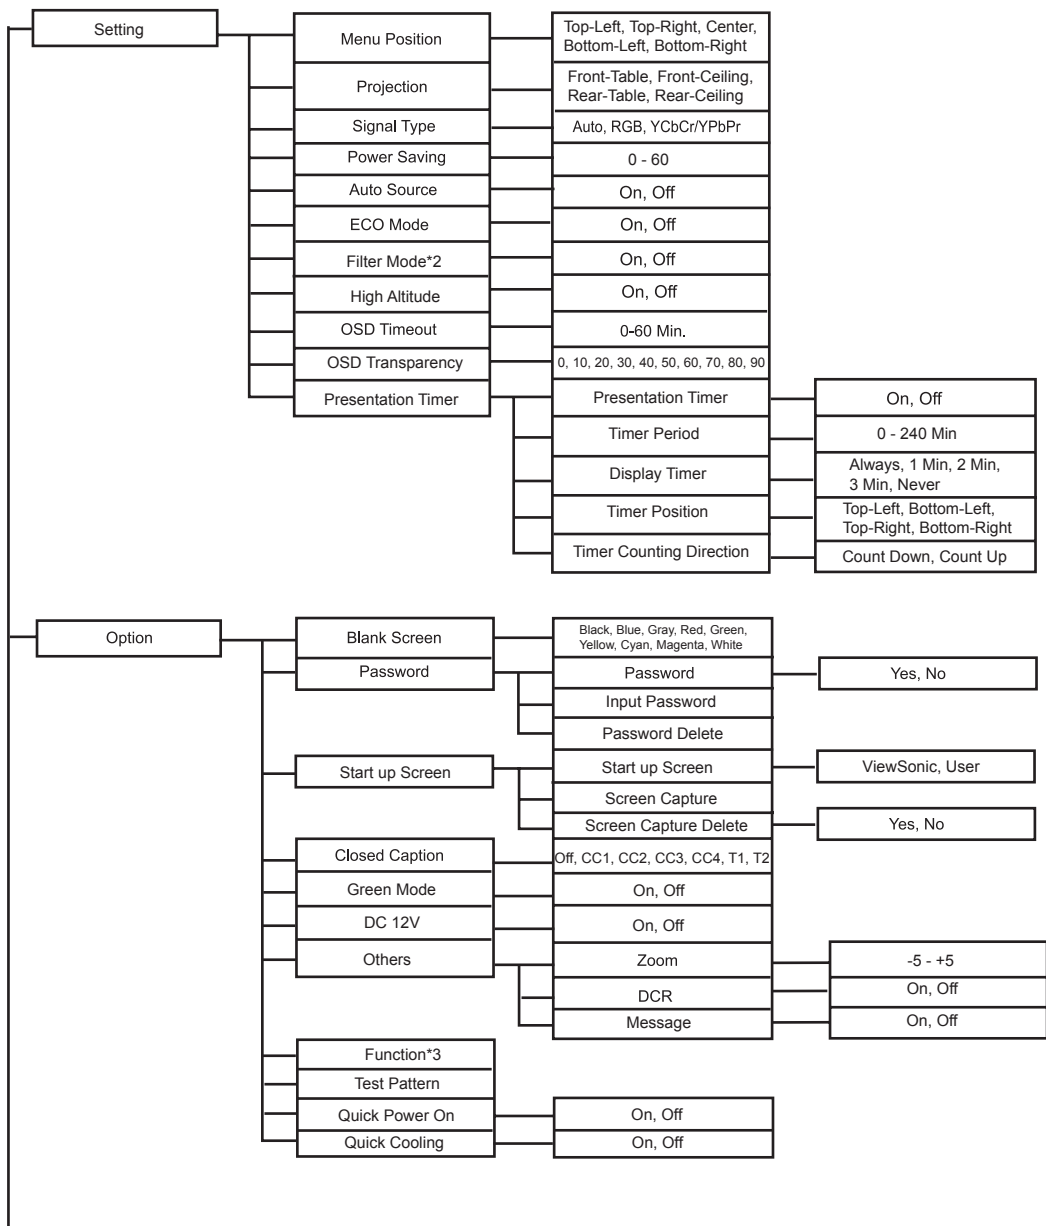 Setting
Menu Position
Top-Left, Top-Right, Center,
Bottom-Left, Bottom-Right
Projection
Front-Table, Front-Ceiling,
Rear-Table, Rear-Ceiling
Signal Type
Auto, RGB, YCbCr/YPbPr
Power Saving
0 - 60
Auto Source
On, Off
ECO Mode
On, Off
Filter Mode*2
On, Off
High Altitude
On, Off
OSD Timeout
0-60 Min.
OSD Transparency
0, 10, 20, 30, 40, 50, 60, 70, 80, 90
Presentation Timer
Presentation Timer
On, Off
Timer Period
0 - 240 Min
Display Timer
Always, 1 Min, 2 Min,
3 Min, Never
Timer Position
Top-Left, Bottom-Left,
Top-Right, Bottom-Right
Timer Counting Direction
Count Down, Count Up
Option
Blank Screen
Black, Blue, Gray, Red, Green,
Yellow, Cyan, Magenta, White
Password
Password
Yes, No
Input Password
Password Delete
Start up Screen
Start up Screen
ViewSonic, User
Screen Capture
Screen Capture Delete
Yes, No
Closed Caption
Off, CC1, CC2, CC3, CC4, T1, T2
Green Mode
On, Off
DC 12V
On, Off
Others
Zoom
-5 - +5
DCR
On, Off
Message
On, Off
Function*3
Test Pattern
Quick Power On
On, Off
Quick Cooling
On, Off